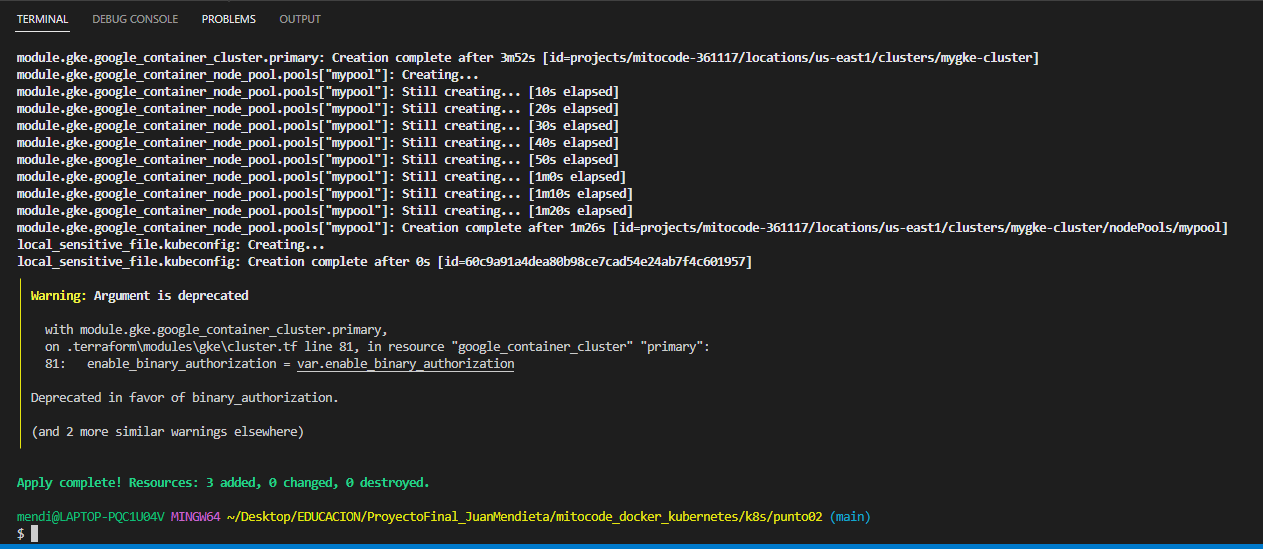 TERMINAL DEBUG CONSOLE PROBLEMS OUTPUT
module.gke.google_container_cluster.primary: Creation complete after 3m52s [id=projects/mitocode-361117/locations/us-east1/clusters/mygke-cluster]
module.gke.google_container_node_pool.pools["mypool"]: Creating...
module.gke.google_container_node_pool.pools["mypool"]: Still creating... [10s elapsed]
module.gke.google_container_node_pool.pools["mypool"]: Still creating... [20s elapsed]
module.gke.google_container_node_pool.pools["mypool"]: Still creating... [30s elapsed]
module.gke.google_container_node_pool.pools["mypool"]: Still creating... [40s elapsed]
module.gke.google_container_node_pool.pools["mypool"]: Still creating... [50s elapsed]
module.gke.google_container_node_pool.pools["mypool"]: Still creating... [1m0s elapsed]
module.gke.google_container_node_pool.pools["mypool"]: Still creating... [1m10s elapsed]
module.gke.google_container_node_pool.pools["mypool"]: Still creating... [1m20s elapsed]
module.gke.google_container_node_pool.pools["mypool"]: Creation complete after 1m26s [id=projects/mitocode-361117/locations/us-east1/clusters/mygke-cluster/nodePools/mypool]
local_sensitive_file.kubeconfig: Creating...
local_sensitive_file.kubeconfig: Creation complete after 0s [id=60c9a91a4dea80b98ce7cad54e24ab7f4c601957]
Warning: Argument is deprecated
with module.gke.google_container_cluster.primary,
on .terraform\modules\gke\cluster.tf line 81, in resource "google_container_cluster" "primary":
81: enable_binary_authorization = var.enable_binary_authorization
Deprecated in favor of binary_authorization.
(and 2 more similar warnings elsewhere)
Apply complete! Resources: 3 added, 0 changed, 0 destroyed.
mendi@LAPTOP-PQC1U04V MINGW64 ~/Desktop/EDUCACION/ProyectoFinal_JuanMendieta/mitocode_docker_kubernetes/k8s/punto02 (main)
$